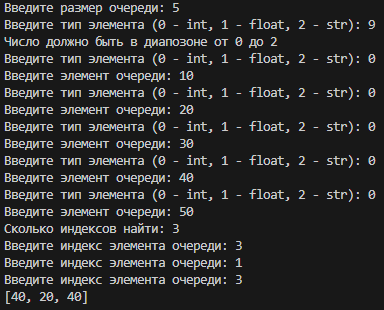 Введите размер очереди: 5
Введите тип элемента (0 - int, 1 - float, 2 - str): 9
Число должно быть в диапозоне от 0 до 2
Введите тип элемента (0 - int, 1 - float, 2 - str): 0
Введите элемент очереди: 10
Введите тип элемента (0 - int, 1 - float, 2 - str): 0
Введите элемент очереди: 20
Введите тип элемента (0 - int, 1 - float, 2 - str): 0
Введите элемент очереди: 30
Введите тип элемента (0 - int, 1 - float, 2 - str): 0
Введите элемент очереди: 40
Введите тип элемента (0 - int, 1 - float, 2 - str): 0
Введите элемент очереди: 50
Сколько индексов найти: 3
Введите индекс элемента очереди: 3
Введите индекс элемента очереди: 1
Введите индекс элемента очереди: 3
[40, 20, 40]